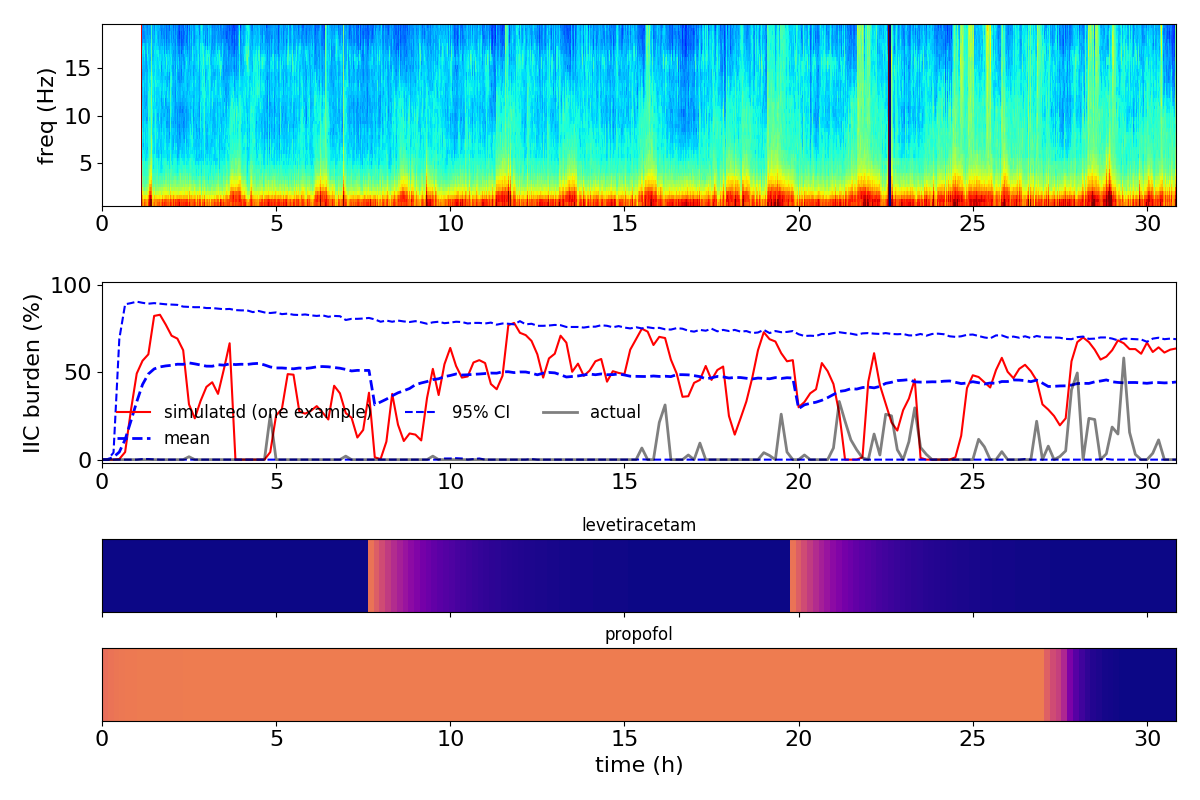 freq (Hz)
15
10
5
0 5 10 15 20 25 30
IIC burden (%)
100
50
0
simulated (one example)
mean
95% CI
actual
0 5 10 15 20 25 30
levetiracetam
propofol
0 5 10 15 20 25 30
time (h)